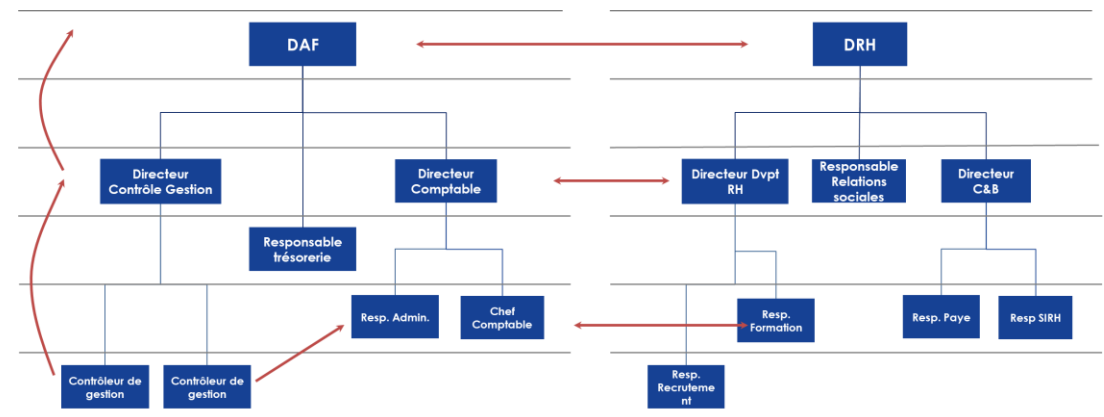 DAF
DRH
Directeur
Contrôle Gestion
Directeur
Comptable
Directeur Dvpt
RH
Responsable
Relations
sociales
Directeur
C&B
Responsable
trésorerie
Resp. Admin.
Chef
Comptable
Resp.
Formation
Resp. Paye
Resp SIRH
Contrôleur de
gestion
Contrôleur de
gestion
Resp.
Recruteme
nt